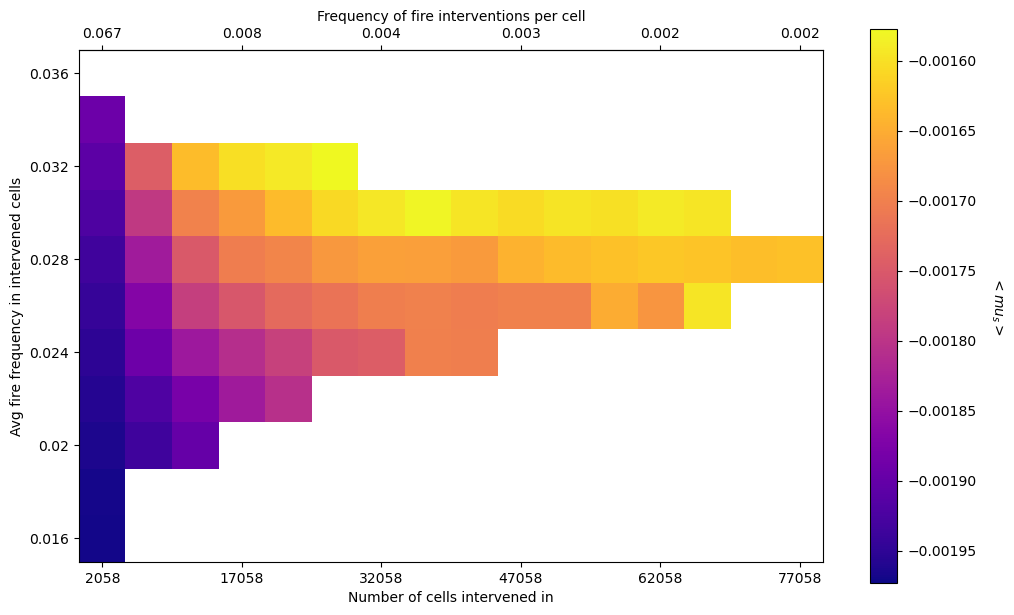 Frequency of fire interventions per cell
0.067 0.008 0.004 0.003 0.002 0.002
Avg fire frequency in intervened cells
0.036
0.032
0.028
0.024
0.02
0.016
2058 17058 32058 47058 62058 77058
Number of cells intervened in
−0.00160
−0.00165
−0.00170
−0.00175
−0.00180
−0.00185
−0.00190
−0.00195
< mu_s >